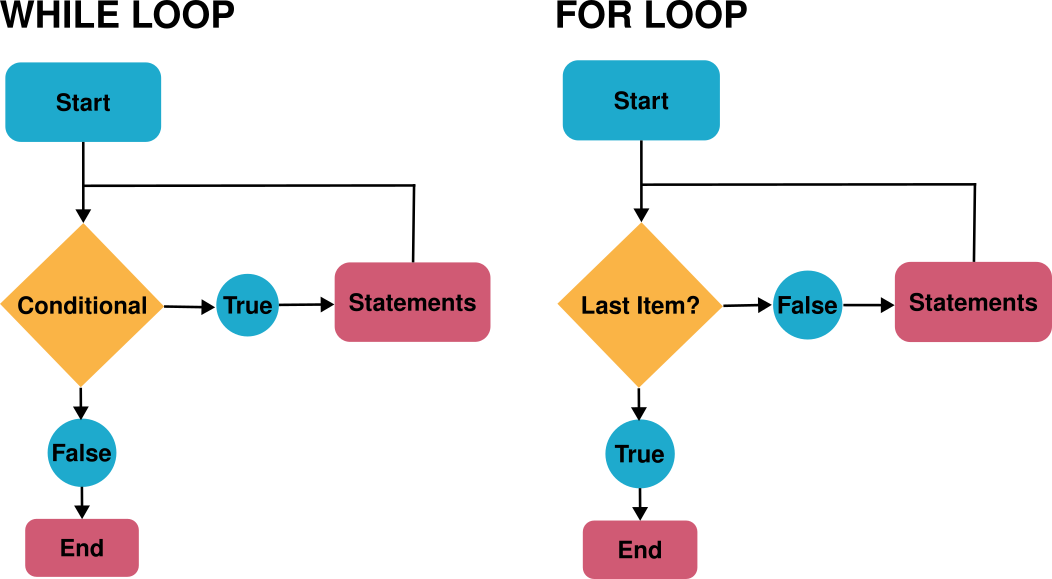 WHILE LOOP
Start
Conditional
True
Statements
False
End
FOR LOOP
Start
Last Item?
False
Statements
True
End